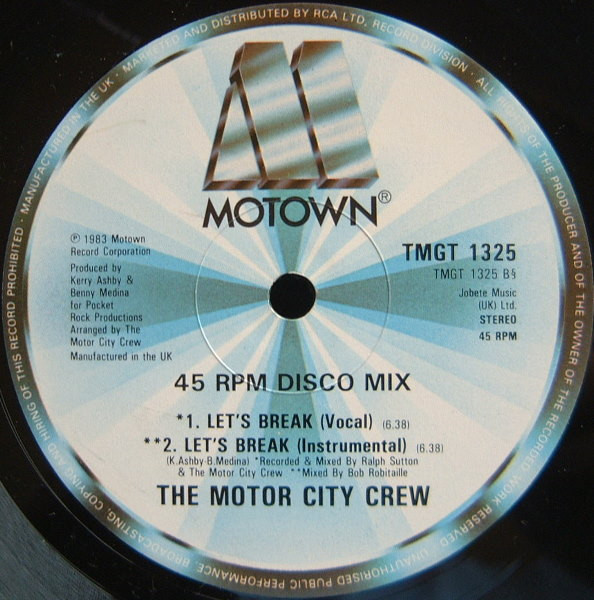 MANUFACTURED IN THE UK · MARKETED AND DISTRIBUTED BY RCA LTD. RECORD DIVISION · ALL RIGHTS OF THE PRODUCER AND OF THE OWNER OF THE RECORDED WORK RESERVED. UNAUTHORISED PUBLIC PERFORMANCE BROADCASTING, COPYING AND HIRING OF THIS RECORD PROHIBITED ·
MOTOWN®
℗ 1983 Motown
Record Corporation
Produced by
Kerry Ashby &
Benny Medina
for Pocket
Rock Productions
Arranged by The
Motor City Crew
Manufactured in the UK
TMGT 1325
TMGT 1325 B§
Jobete Music
(UK) Ltd.
STEREO
45 RPM
45 RPM DISCO MIX
*1. LET'S BREAK (Vocal) (6.38)
**2. LET'S BREAK (Instrumental) (6.38)
(K.Ashby-B.Medina) *Recorded & Mixed By Ralph Sutton
& The Motor City Crew **Mixed By Bob Robitaille
THE MOTOR CITY CREW